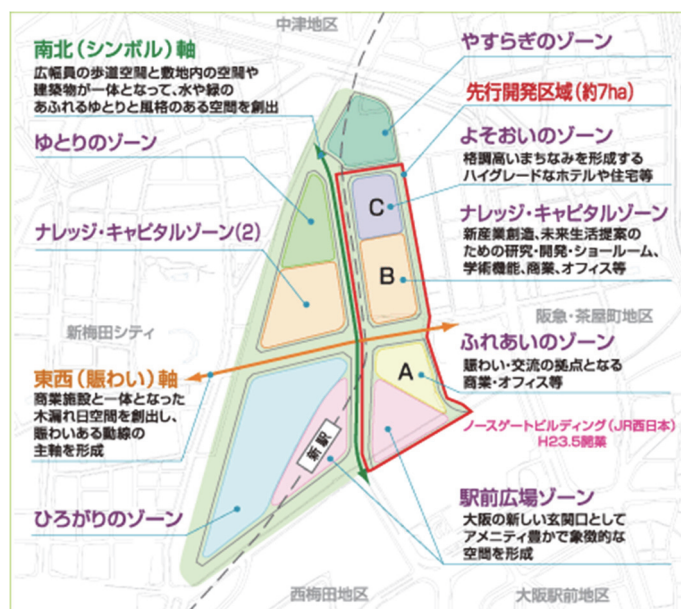 中津地区
南北(シンボル)軸
広幅員の歩道空間と敷地内の空間や
建築物が一体となって、水や緑の
あふれるゆとりと風格のある空間を創出
ゆとりのゾーン
ナレッジ・キャピタルゾーン(2)
新梅田シティ
東西(賑わい)軸
商業施設と一体となった
木漏れ日空間を創出し、
賑わいある動線の
主軸を形成
ひろがりのゾーン
C
B
A
新駅
やすらぎのゾーン
先行開発区域(約7ha)
よそおいのゾーン
格調高いまちなみを形成する
ハイグレードなホテルや住宅等
ナレッジ・キャピタルゾーン
新産業創造、未来生活提案の
ための研究・開発・ショールーム、
学術機能、商業、オフィス等
阪急・茶屋町地区
ふれあいのゾーン
賑わい・交流の拠点となる
商業・オフィス等
ノースゲートビルディング(JR西日本)
H23.5開業
駅前広場ゾーン
大阪の新しい玄関口として
アメニティ豊かで象徴的な
空間を形成
西梅田地区
大阪駅前地区